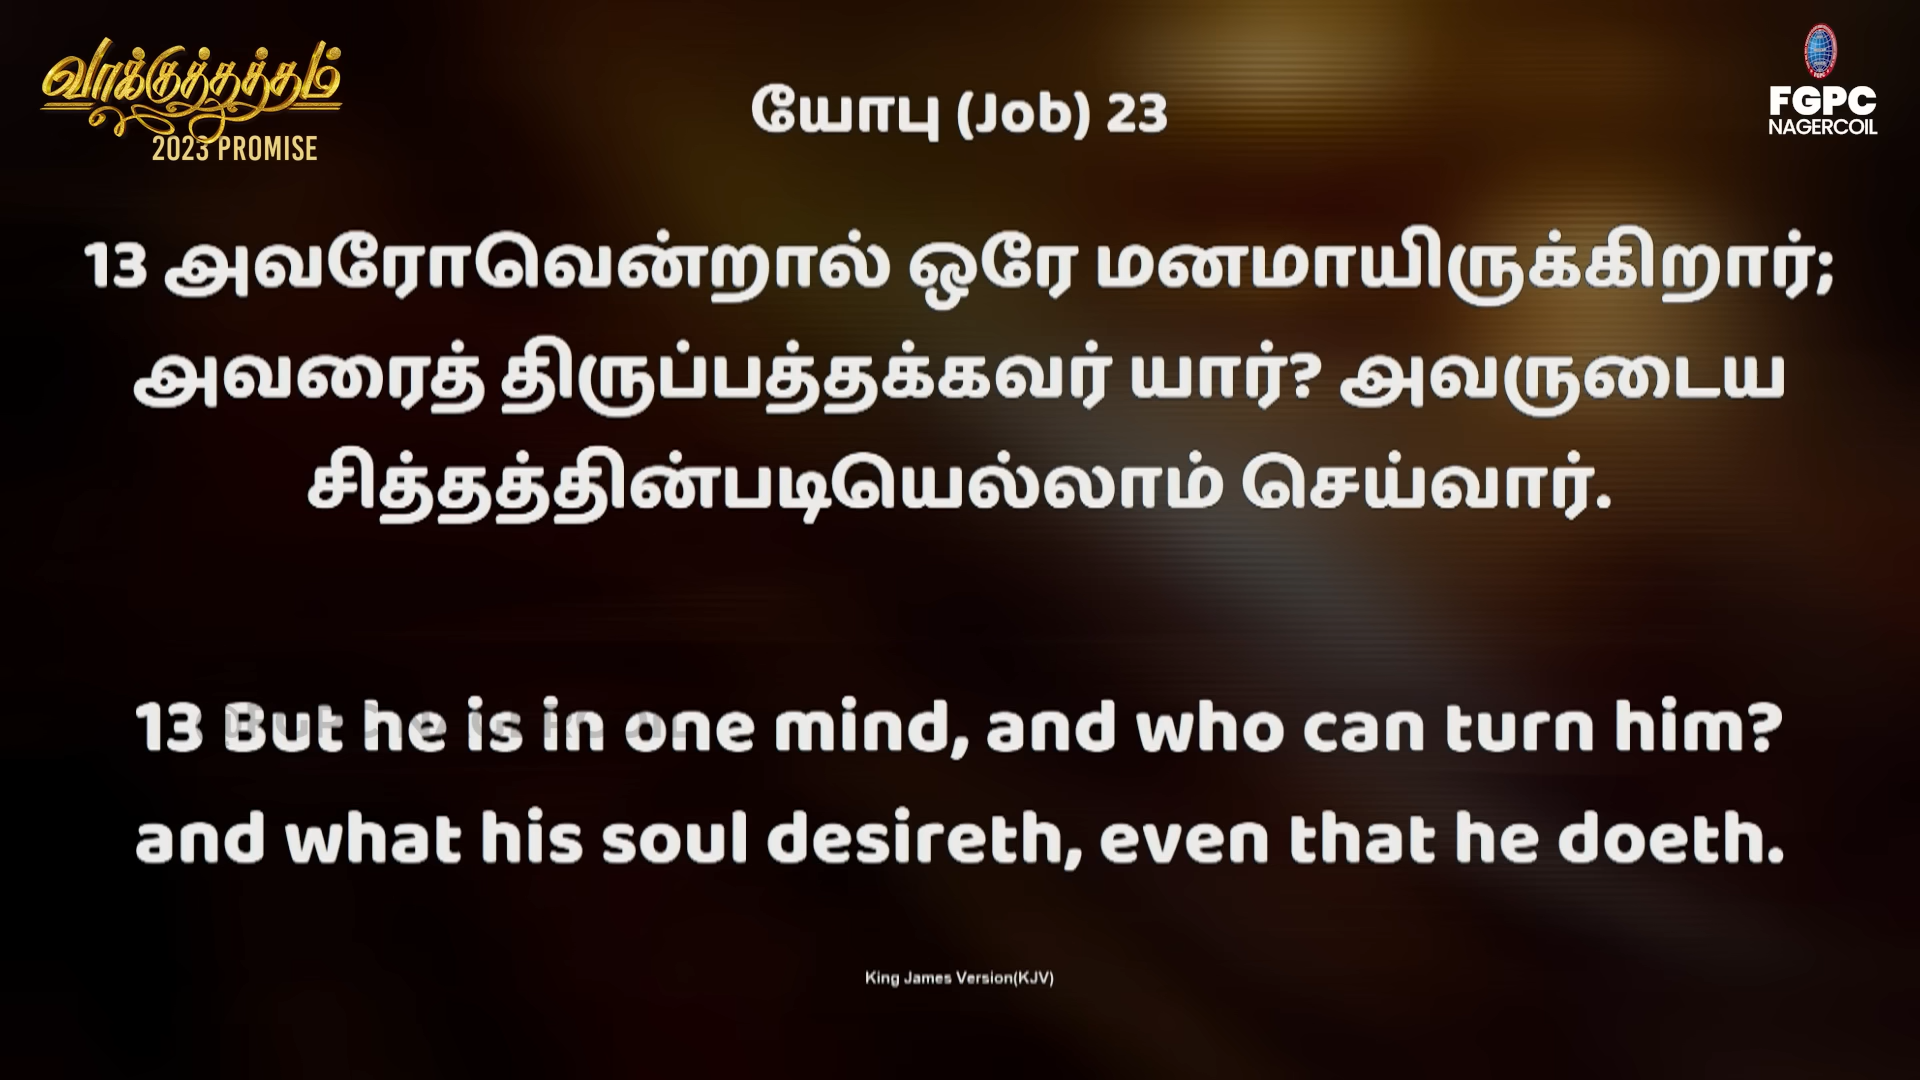 வாக்குத்தத்தம்
2023 PROMISE
FGPC
NAGERCOIL
யோபு (Job) 23
13 அவரோவென்றால் ஒரே மனமாயிருக்கிறார்;
அவரைத் திருப்பத்தக்கவர் யார்? அவருடைய
சித்தத்தின்படியெல்லாம் செய்வார்.
13 But he is in one mind, and who can turn him?
and what his soul desireth, even that he doeth.
King James Version(KJV)